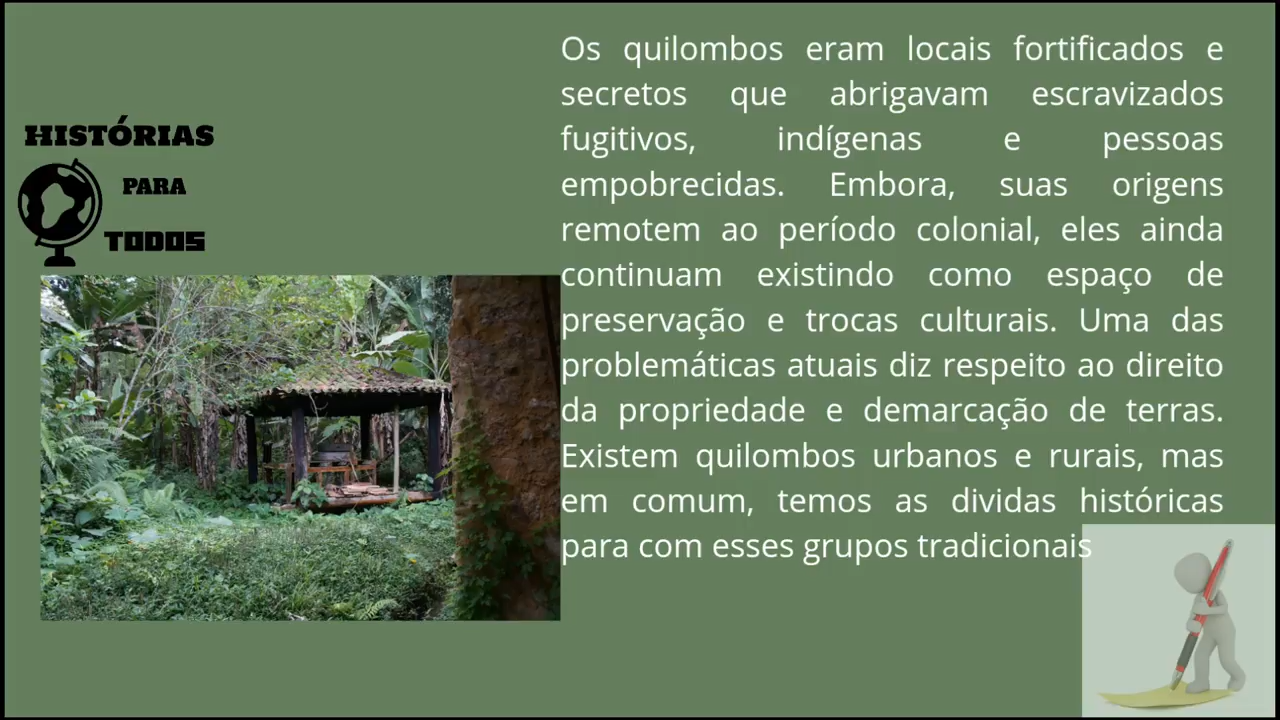 HISTÓRIAS
PARA
TODOS
Os quilombos eram locais fortificados e
secretos que abrigavam escravizados
fugitivos, indígenas e pessoas
empobrecidas. Embora, suas origens
remotem ao período colonial, eles ainda
continuam existindo como espaço de
preservação e trocas culturais. Uma das
problemáticas atuais diz respeito ao direito
da propriedade e demarcação de terras.
Existem quilombos urbanos e rurais, mas
em comum, temos as dividas históricas
para com esses grupos tradicionais